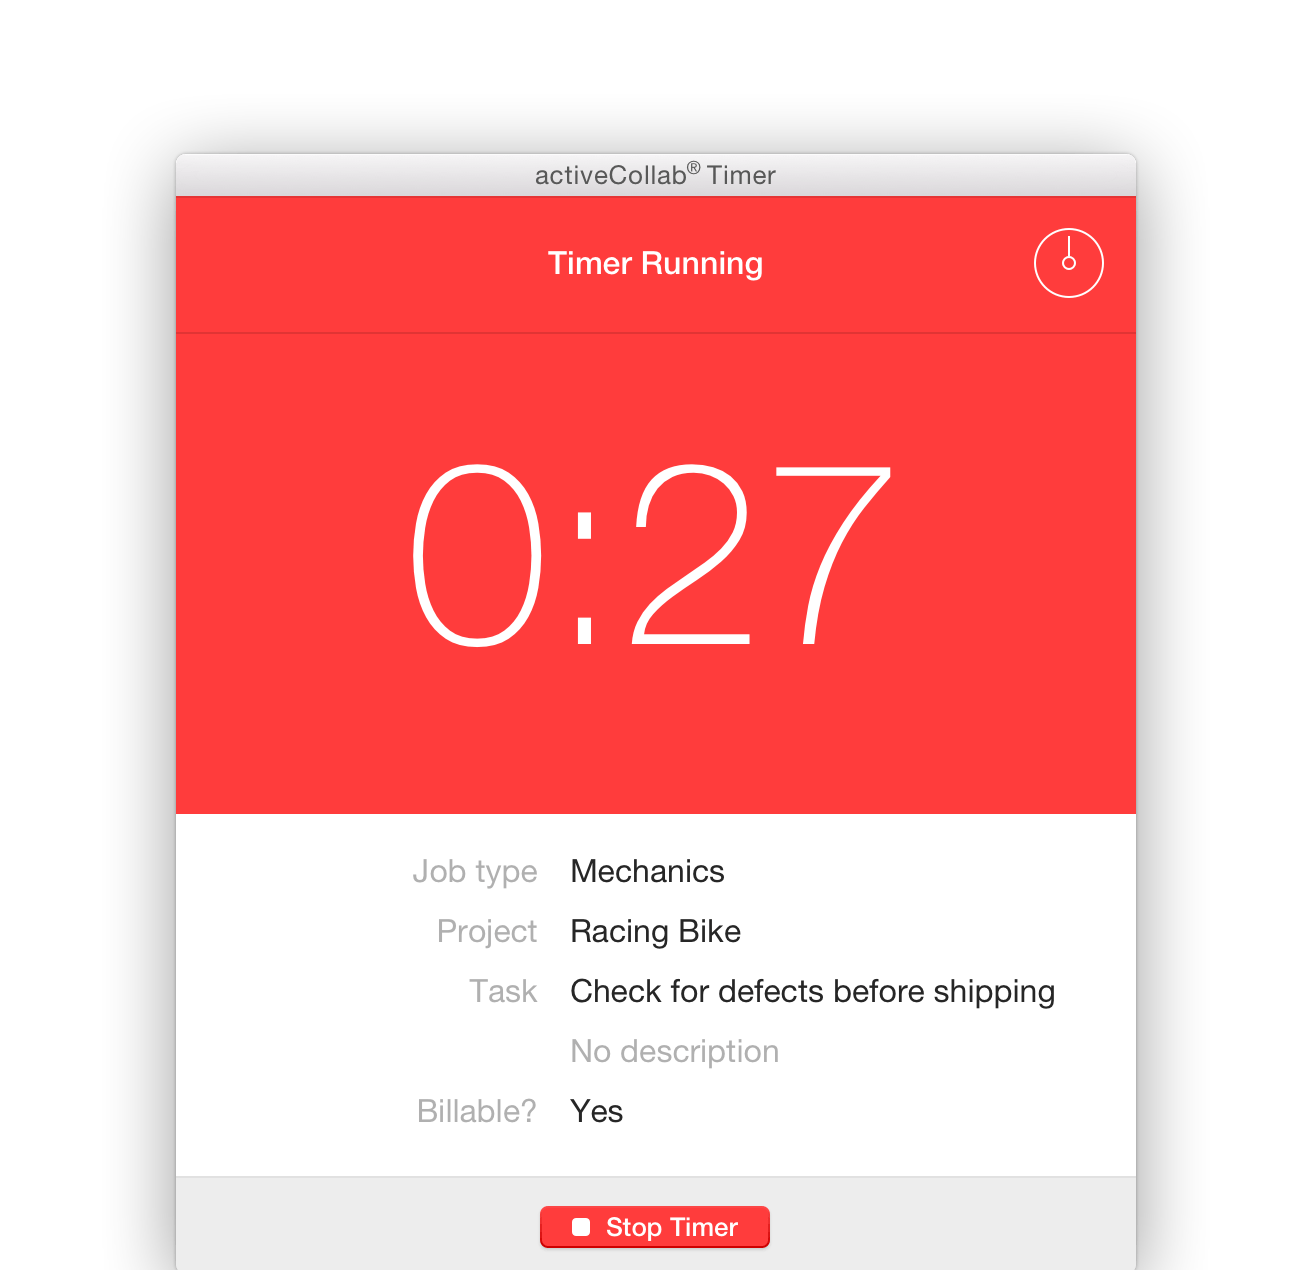 activeCollab® Timer
Timer Running
0:27
Job type Mechanics
Project Racing Bike
Task Check for defects before shipping
No description
Billable? Yes
Stop Timer